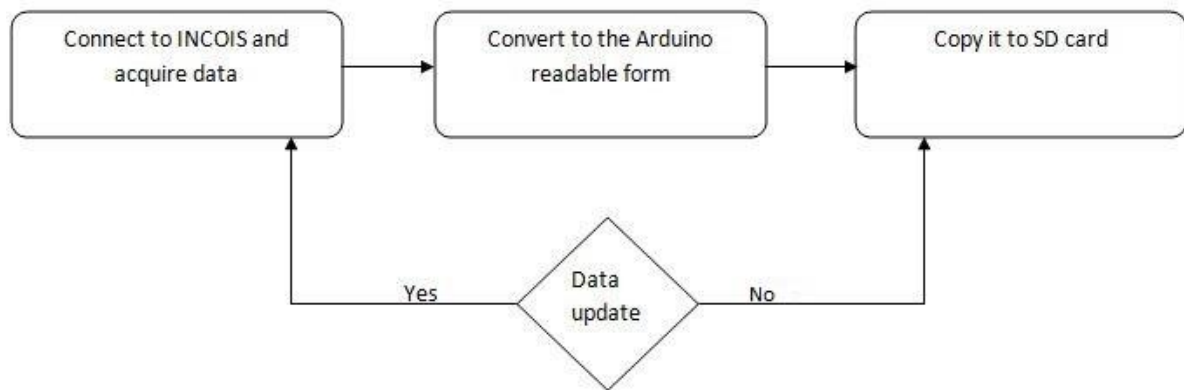 Connect to INCOIS and
acquire data
Convert to the Arduino
readable form
Copy it to SD card
Yes
Data
update
No